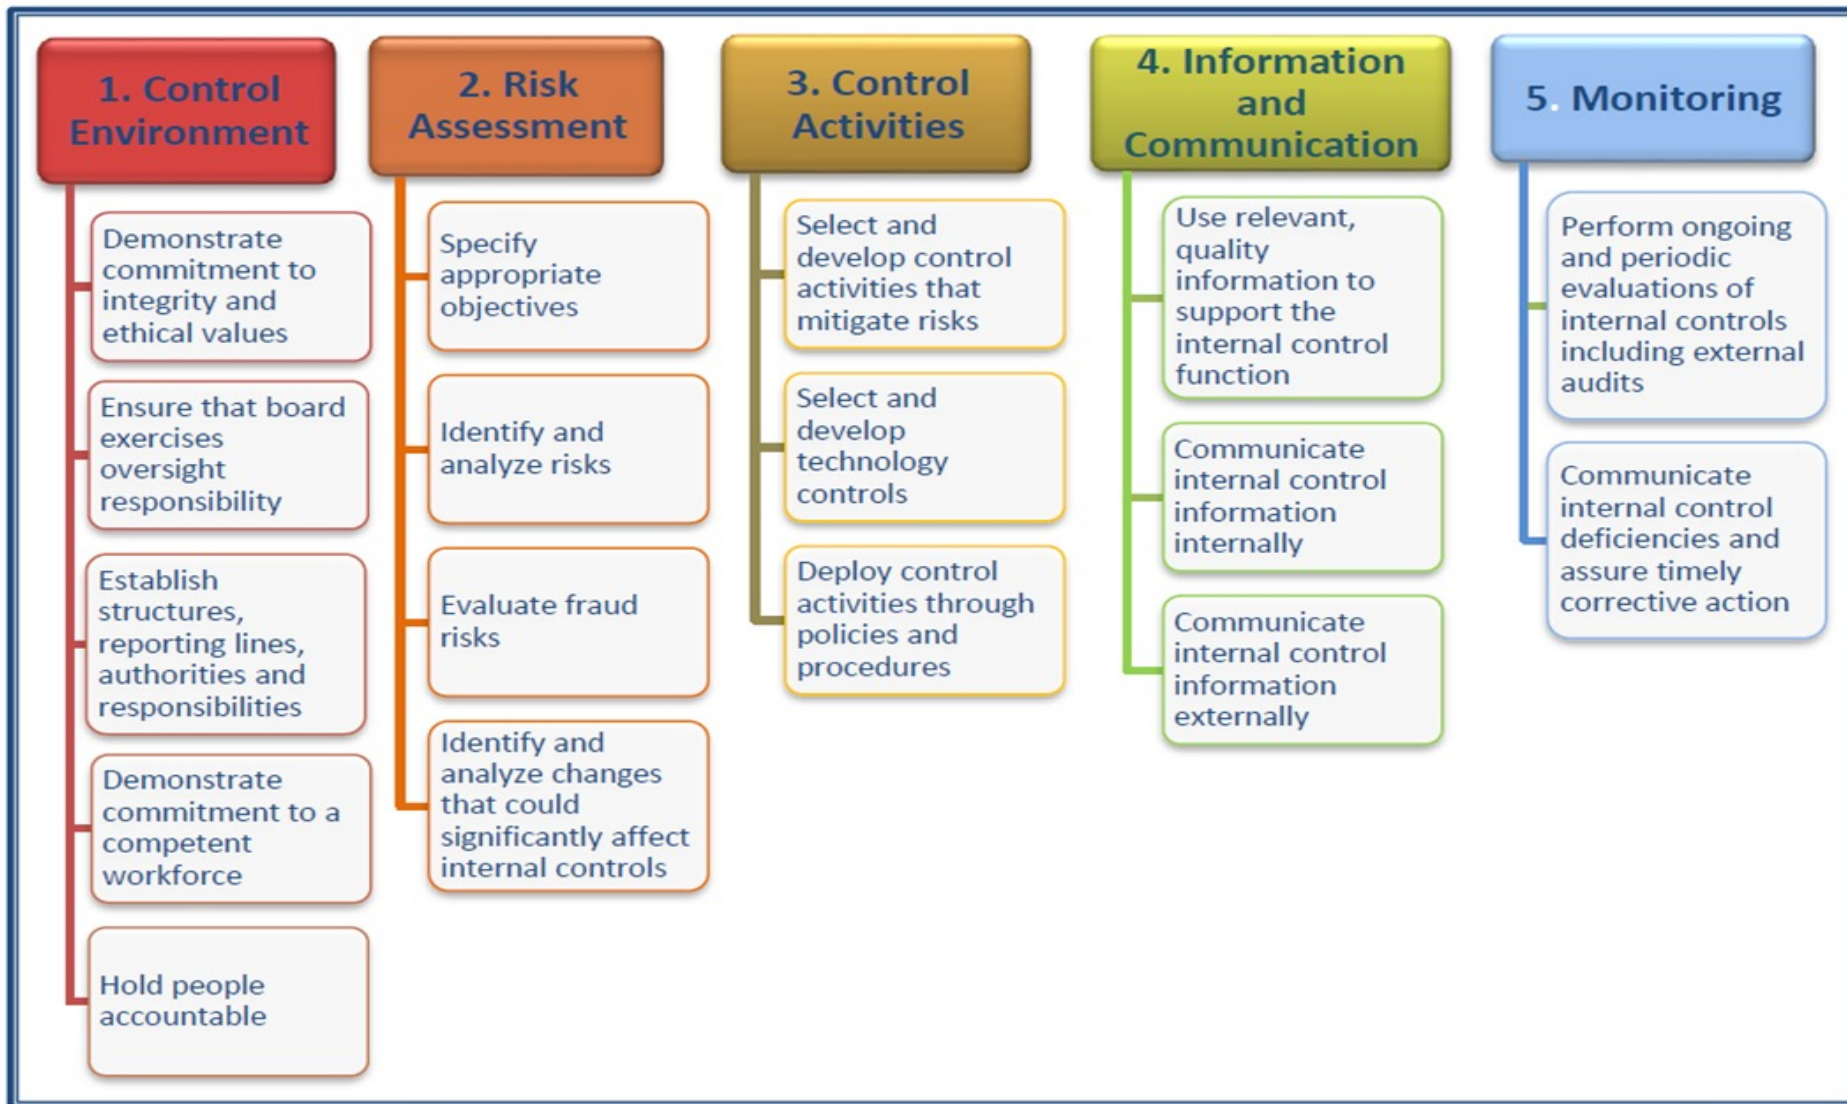 1. Control
Environment
Demonstrate
commitment to
integrity and
ethical values
Ensure that board
exercises
oversight
responsibility
Establish
structures,
reporting lines,
authorities and
responsibilities
Demonstrate
commitment to a
competent
workforce
Hold people
accountable
2. Risk
Assessment
Specify
appropriate
objectives
Identify and
analyze risks
Evaluate fraud
risks
Identify and
analyze changes
that could
significantly affect
internal controls
3. Control
Activities
Select and
develop control
activities that
mitigate risks
Select and
develop
technology
controls
Deploy control
activities through
policies and
procedures
4. Information
and
Communication
Use relevant,
quality
information to
support the
internal control
function
Communicate
internal control
information
internally
Communicate
internal control
information
externally
5. Monitoring
Perform ongoing
and periodic
evaluations of
internal controls
including external
audits
Communicate
internal control
deficiencies and
assure timely
corrective action